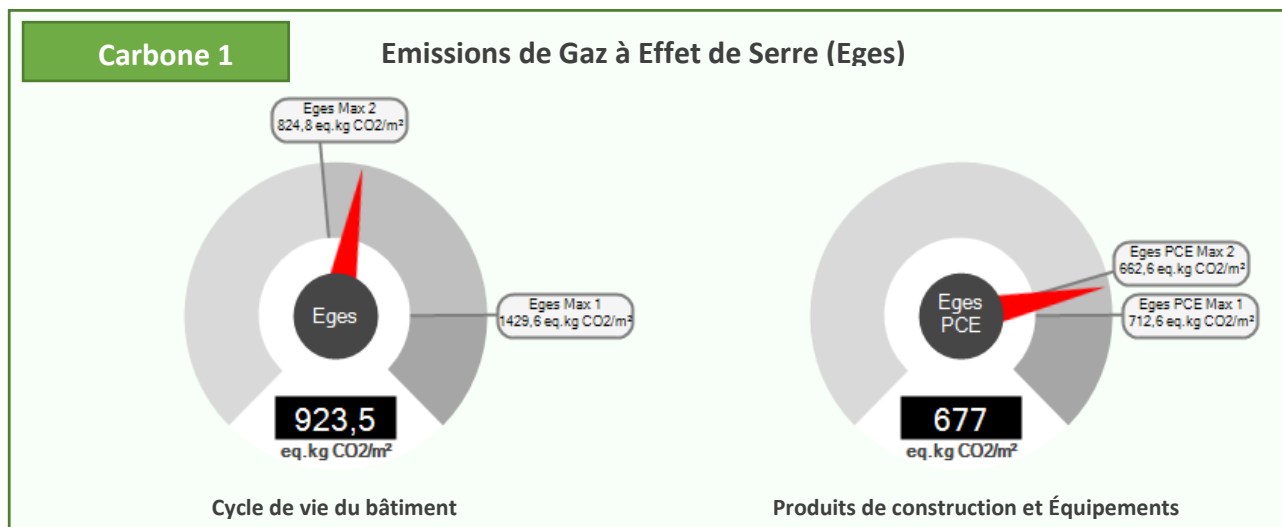 Carbone 1
Emissions de Gaz à Effet de Serre (Eges)
Eges Max 2
824,8 eq.kg CO2/m²
Eges Max 1
1429,6 eq.kg CO2/m²
Eges
923,5
eq.kg CO2/m²
Cycle de vie du bâtiment
Eges PCE Max 2
662,6 eq.kg CO2/m²
Eges PCE Max 1
712,6 eq.kg CO2/m²
Eges
PCE
677
eq.kg CO2/m²
Produits de construction et Équipements